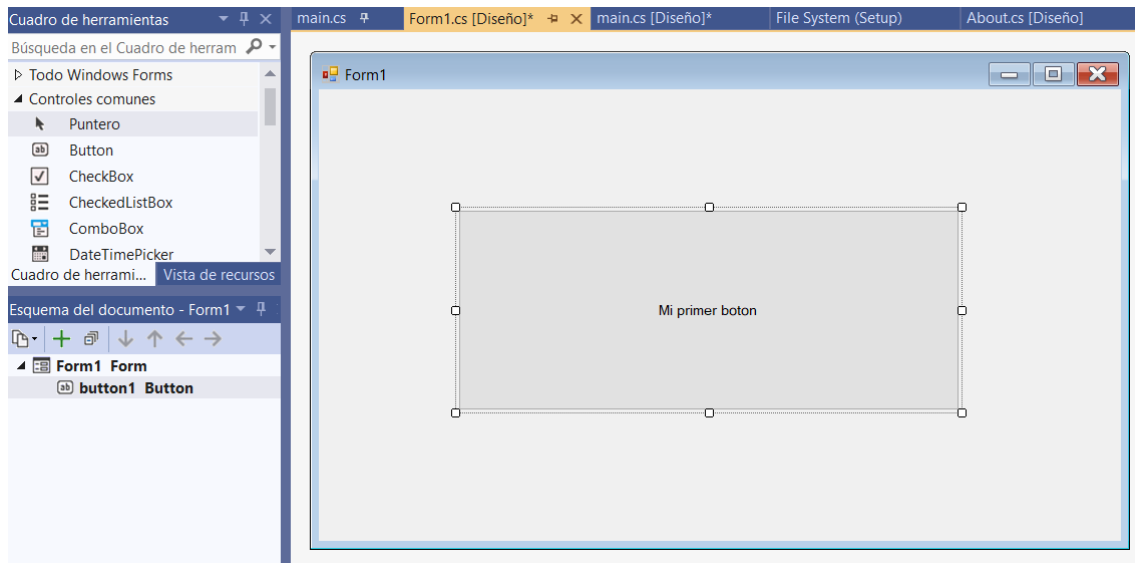 Cuadro de herramientas
main.cs
Form1.cs [Diseño]*
main.cs [Diseño]*
File System (Setup)
About.cs [Diseño]
Búsqueda en el Cuadro de herram
Todo Windows Forms
Controles comunes
Puntero
ab Button
CheckBox
CheckedListBox
ComboBox
DateTimePicker
Cuadro de herrami...
Vista de recursos
Esquema del documento - Form1
Form1 Form
ab button1 Button
Form1
Mi primer boton